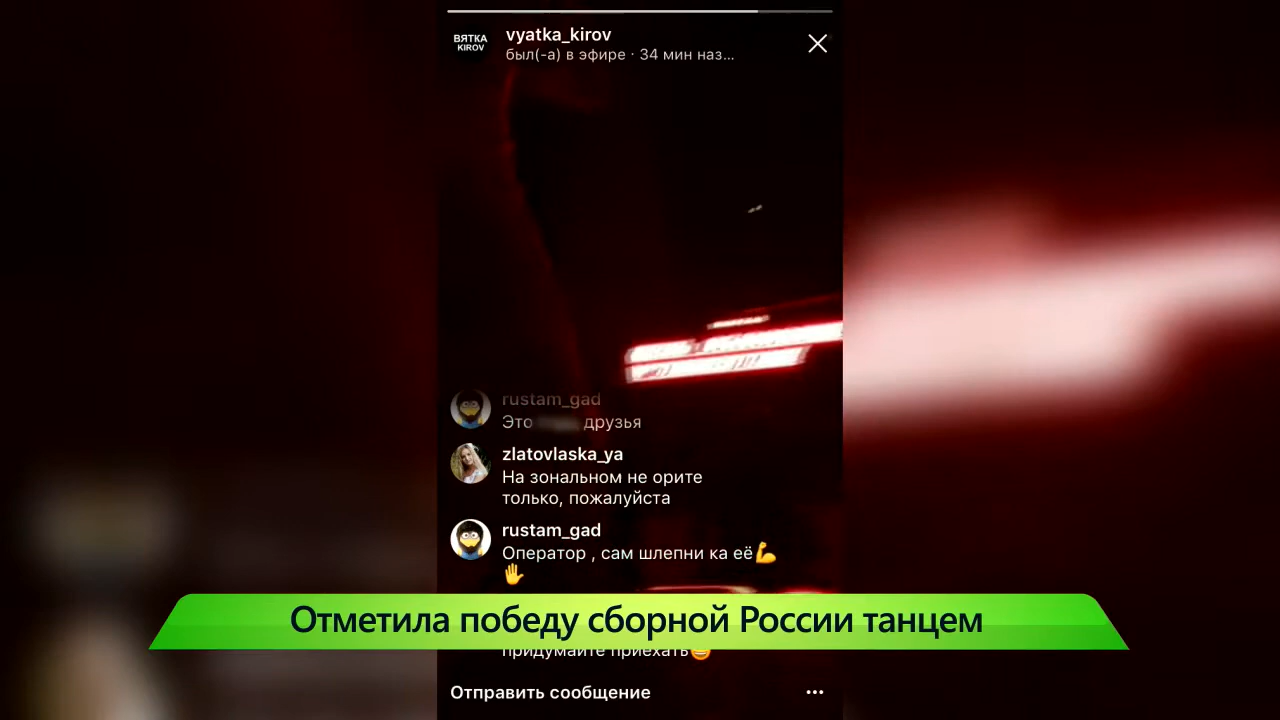 ВЯТКА
KIROV
vyatka_kirov
был(-а) в эфире · 34 мин наз...
rustam_gad
Это друзья
zlatovlaska_ya
На зональном не орите
только, пожалуйста
rustam_gad
Оператор , сам шлепни ка её💪
🤚
Отметила победу сборной России танцем
придумайте приехать😄
Отправить сообщение